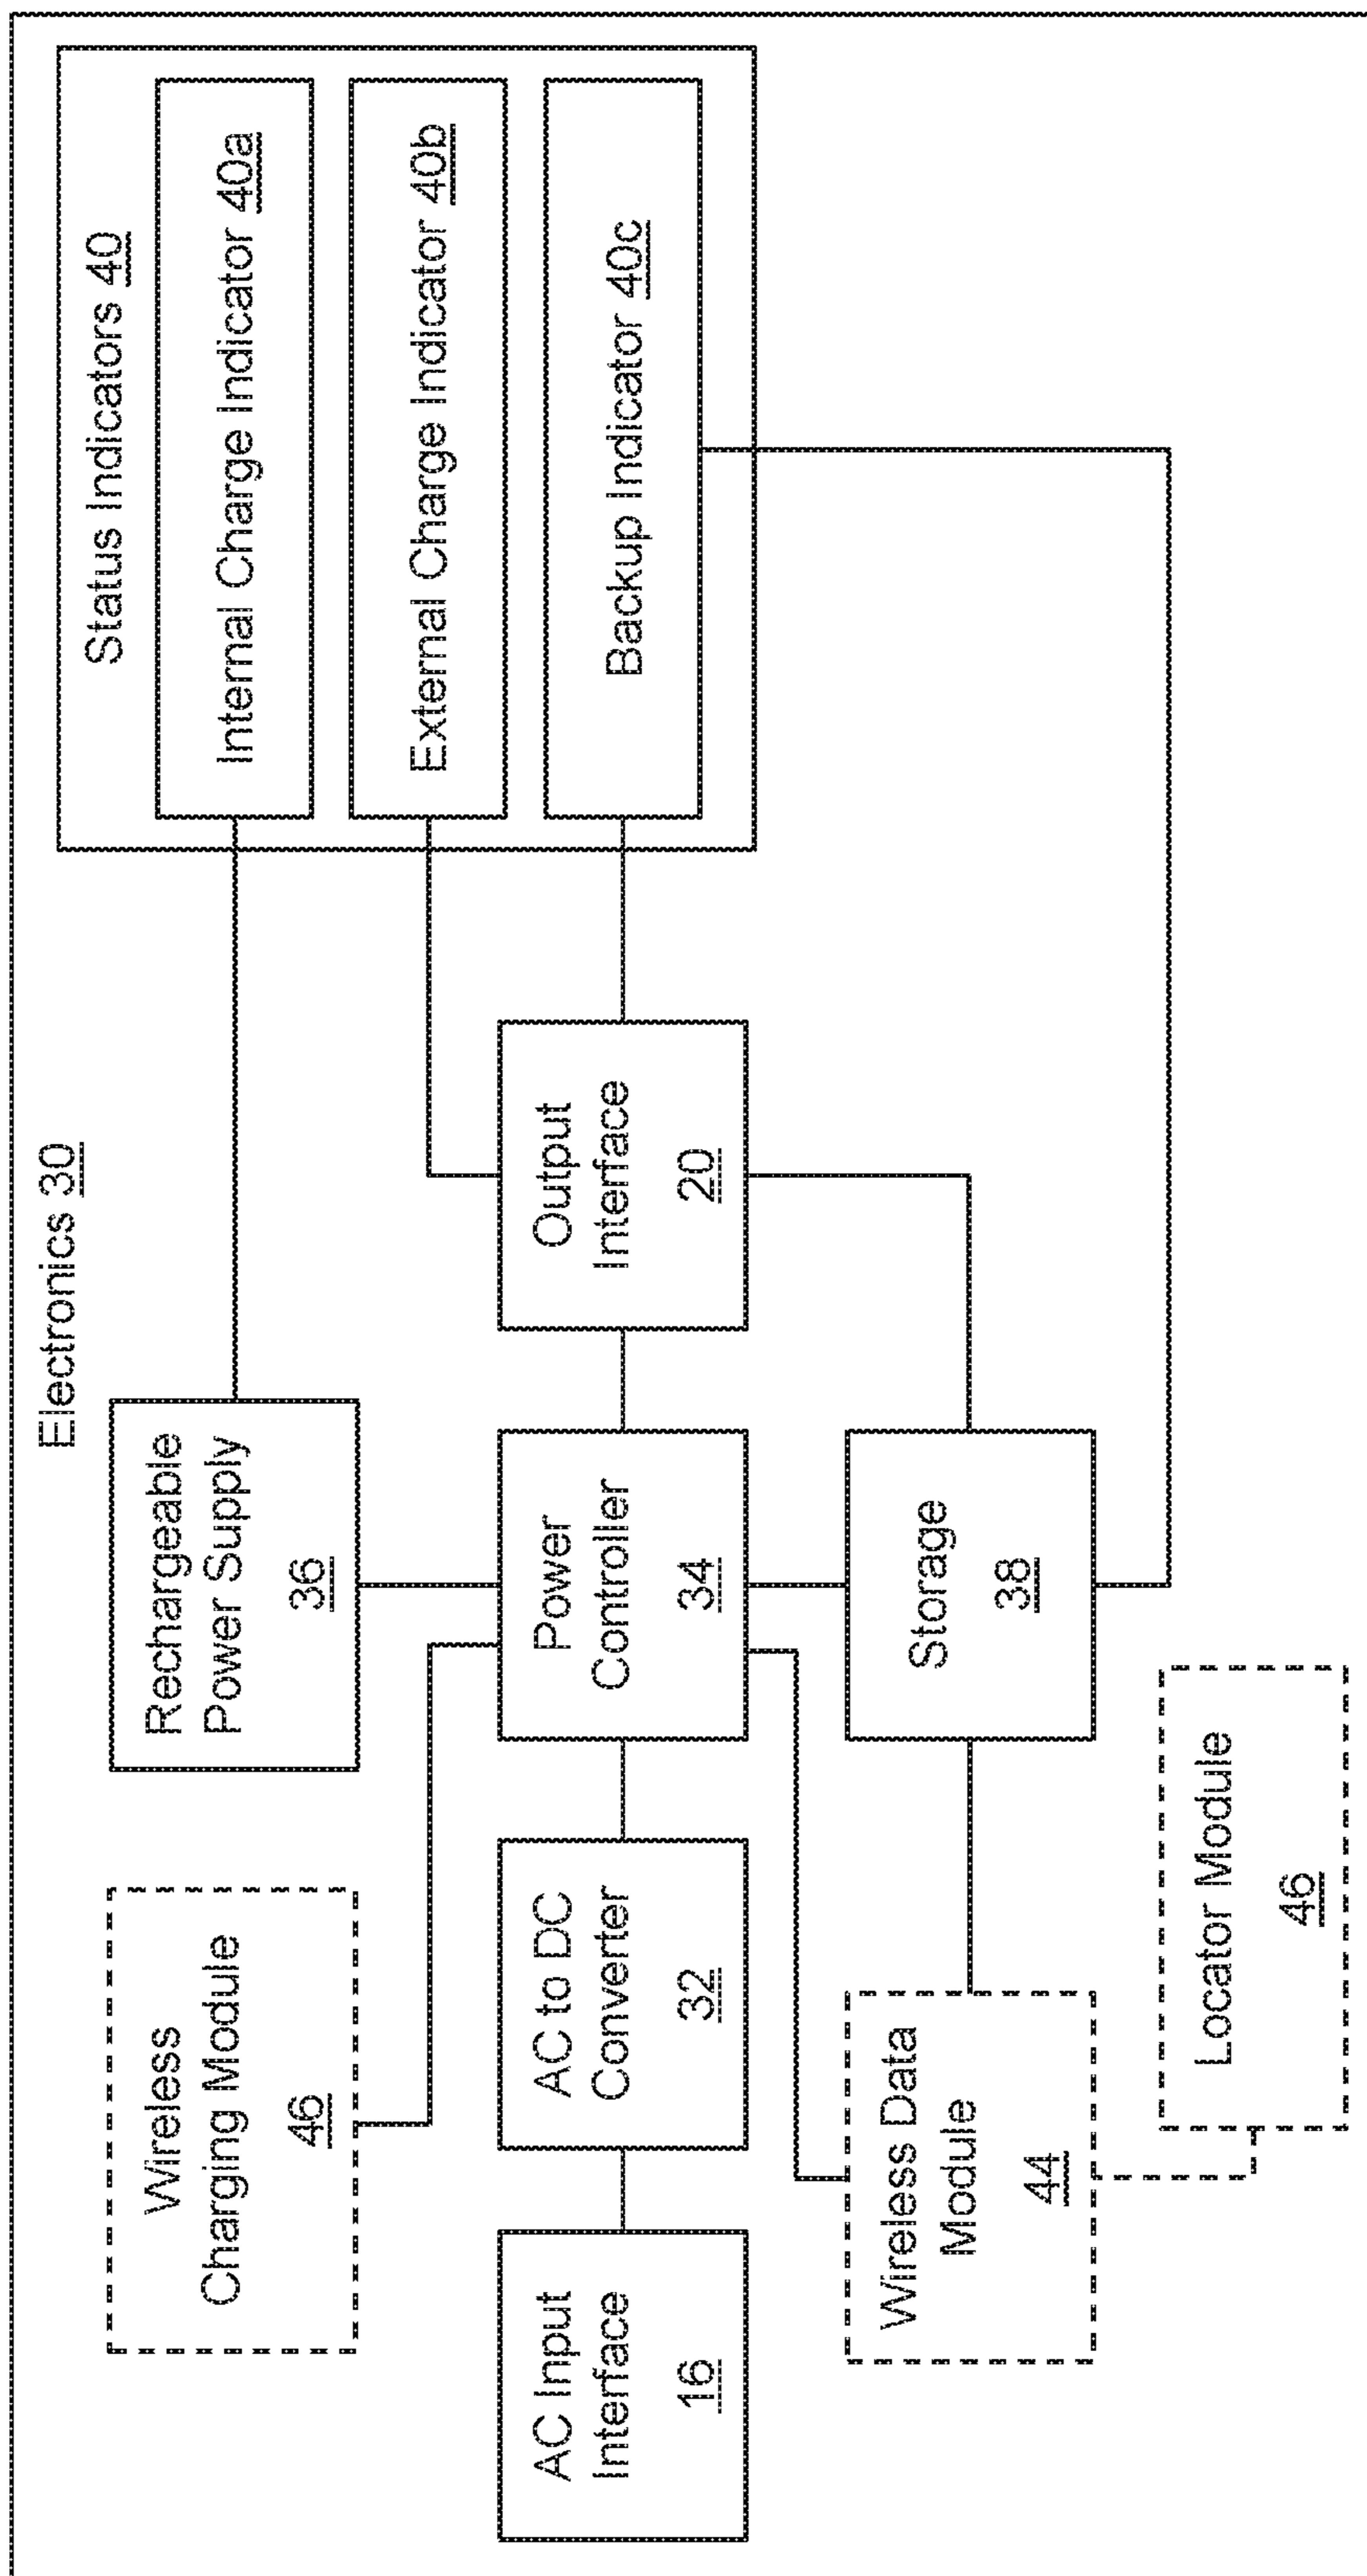 Electronics 30
Wireless
Charging Module
46
Rechargeable
Power Supply
36
Status Indicators 40
Internal Charge Indicator 40a
External Charge Indicator 40b
Backup Indicator 40c
AC Input
Interface
16
AC to DC
Converter
32
Power
Controller
34
Output
Interface
20
Wireless Data
Module
44
Storage
38
Locator Module
46